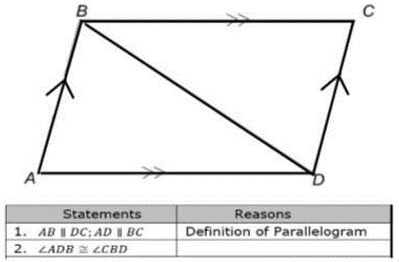 B C
A D
Statements Reasons
1. AB ∥ DC; AD ∥ BC Definition of Parallelogram
2. ∠ADB ≅ ∠CBD